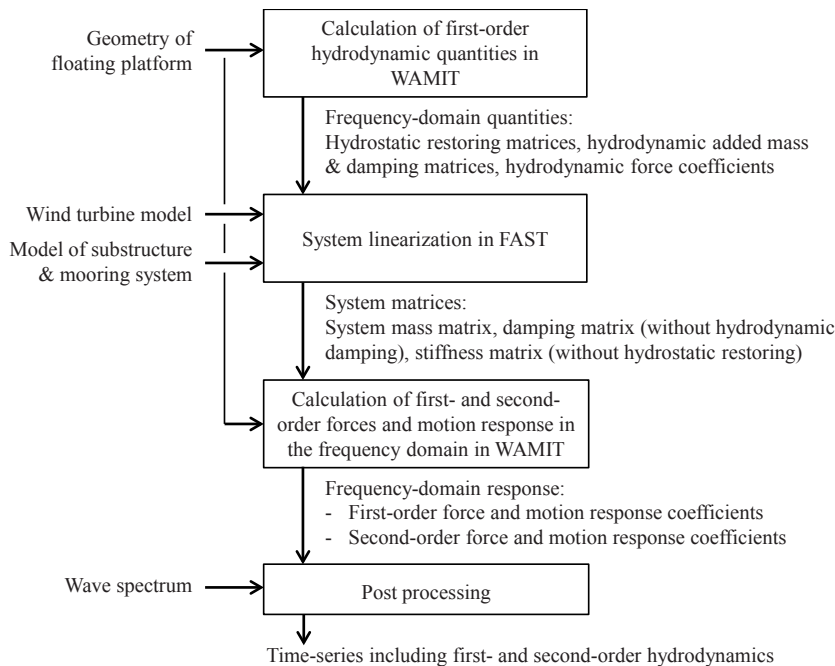 Geometry of
floating platform
Calculation of first-order
hydrodynamic quantities in
WAMIT
Frequency-domain quantities:
Hydrostatic restoring matrices, hydrodynamic added mass
& damping matrices, hydrodynamic force coefficients
Wind turbine model
Model of substructure
& mooring system
System linearization in FAST
System matrices:
System mass matrix, damping matrix (without hydrodynamic
damping), stiffness matrix (without hydrostatic restoring)
Calculation of first- and second-
order forces and motion response in
the frequency domain in WAMIT
Frequency-domain response:
- First-order force and motion response coefficients
- Second-order force and motion response coefficients
Wave spectrum
Post processing
Time-series including first- and second-order hydrodynamics